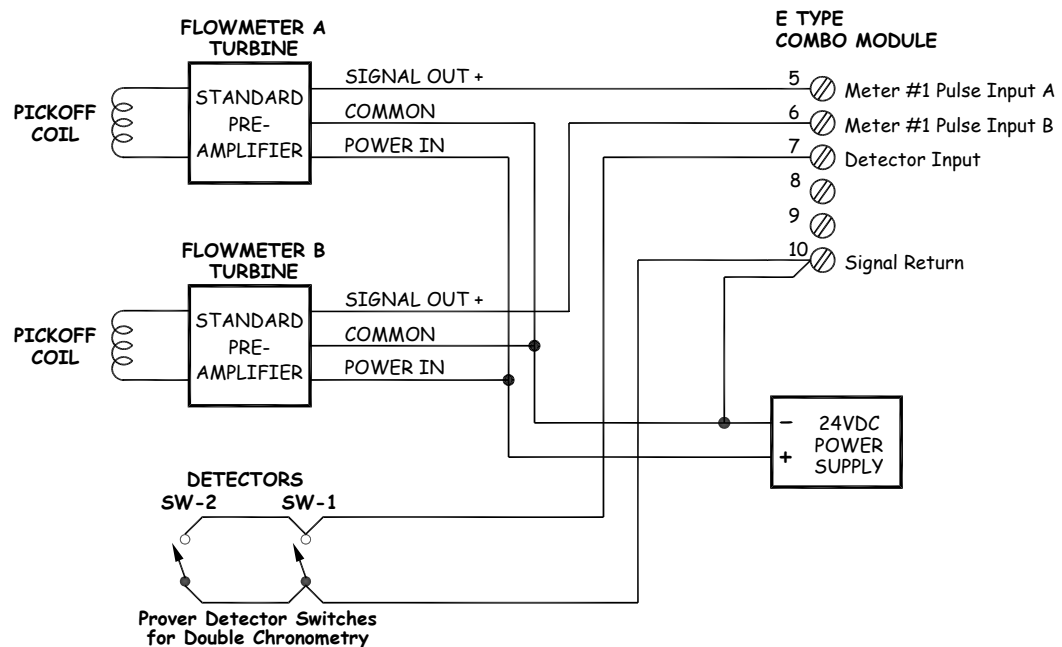 FLOWMETER A
TURBINE
PICKOFF
COIL
STANDARD
PRE-
AMPLIFIER
SIGNAL OUT +
COMMON
POWER IN
E TYPE
COMBO MODULE
5 Meter #1 Pulse Input A
6 Meter #1 Pulse Input B
7 Detector Input
8
9
10 Signal Return
FLOWMETER B
TURBINE
PICKOFF
COIL
STANDARD
PRE-
AMPLIFIER
SIGNAL OUT +
COMMON
POWER IN
− 24VDC
POWER
+ SUPPLY
DETECTORS
SW-2 SW-1
Prover Detector Switches
for Double Chronometry